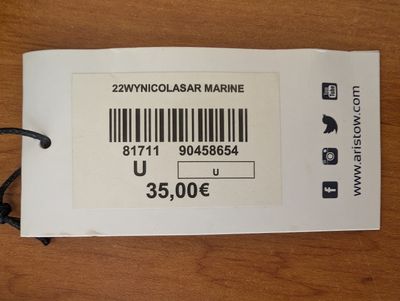 22WYNICOLASAR MARINE
81711 90458654
U
U
35,00€
www.aristow.com